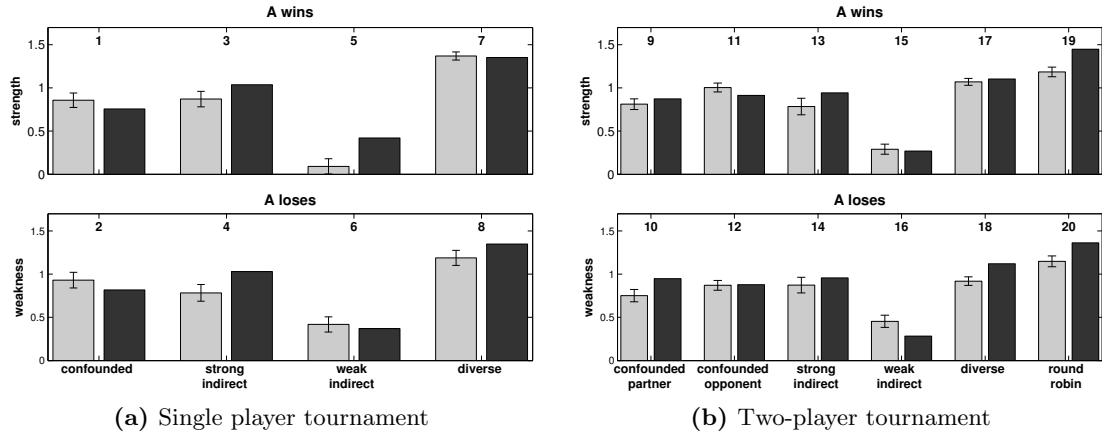 A wins
1 3 5 7
1.5
1
0.5
0
strength
A loses
2 4 6 8
1.5
1
0.5
0
weakness
confounded strong indirect weak indirect diverse
(a) Single player tournament
A wins
9 11 13 15 17 19
1.5
1
0.5
0
strength
A loses
10 12 14 16 18 20
1.5
1
0.5
0
weakness
confounded partner confounded opponent strong indirect weak indirect diverse round robin
(b) Two-player tournament